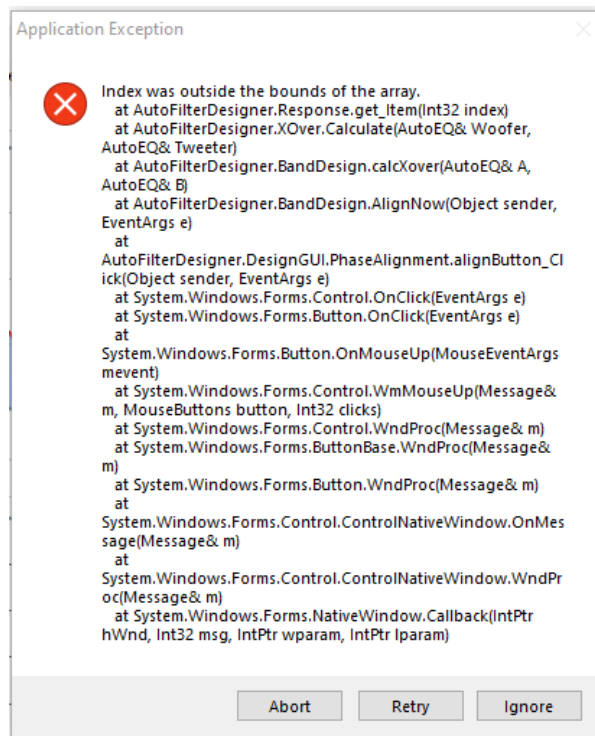 Application Exception
Index was outside the bounds of the array.
at AutoFilterDesigner.Response.get_Item(Int32 index)
at AutoFilterDesigner.XOver.Calculate(AutoEQ& Woofer,
AutoEQ& Tweeter)
at AutoFilterDesigner.BandDesign.calcXover(AutoEQ& A,
AutoEQ& B)
at AutoFilterDesigner.BandDesign.AlignNow(Object sender,
EventArgs e)
at
AutoFilterDesigner.DesignGUI.PhaseAlignment.alignButton_Cl
ick(Object sender, EventArgs e)
at System.Windows.Forms.Control.OnClick(EventArgs e)
at System.Windows.Forms.Button.OnClick(EventArgs e)
at
System.Windows.Forms.Button.OnMouseUp(MouseEventArgs
mevent)
at System.Windows.Forms.Control.WmMouseUp(Message&
m, MouseButtons button, Int32 clicks)
at System.Windows.Forms.Control.WndProc(Message& m)
at System.Windows.Forms.ButtonBase.WndProc(Message&
m)
at System.Windows.Forms.Button.WndProc(Message& m)
at
System.Windows.Forms.Control.ControlNativeWindow.OnMes
sage(Message& m)
at
System.Windows.Forms.Control.ControlNativeWindow.WndPr
oc(Message& m)
at System.Windows.Forms.NativeWindow.Callback(IntPtr
hWnd, Int32 msg, IntPtr wparam, IntPtr lparam)
Abort Retry Ignore